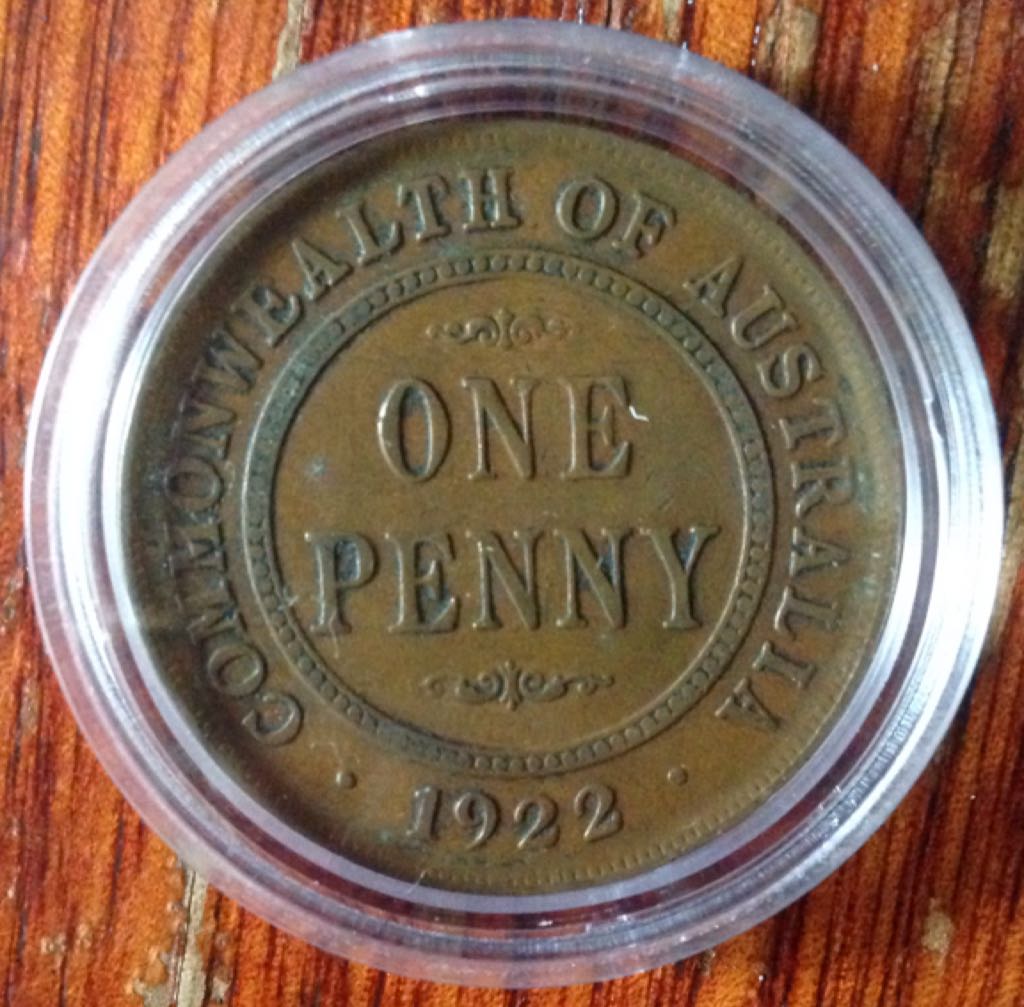 COMMONWEALTH OF AUSTRALIA
ONE
PENNY
· 1922 ·